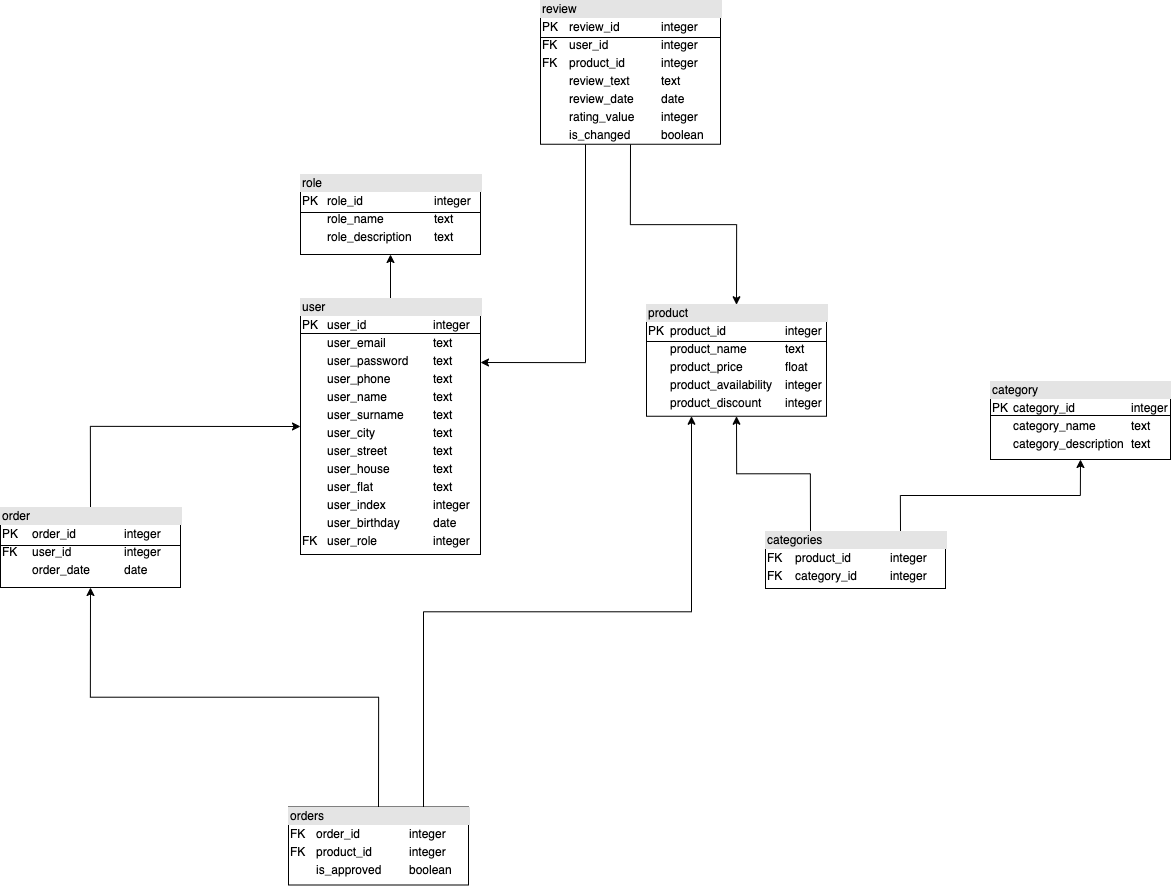 review
PK review_id integer
FK user_id integer
FK product_id integer
review_text text
review_date date
rating_value integer
is_changed boolean
role
PK role_id integer
role_name text
role_description text
user
PK user_id integer
user_email text
user_password text
user_phone text
user_name text
user_surname text
user_city text
user_street text
user_house text
user_flat text
user_index integer
user_birthday date
FK user_role integer
product
PK product_id integer
product_name text
product_price float
product_availability integer
product_discount integer
category
PK category_id integer
category_name text
category_description text
order
PK order_id integer
FK user_id integer
order_date date
categories
FK product_id integer
FK category_id integer
orders
FK order_id integer
FK product_id integer
is_approved boolean